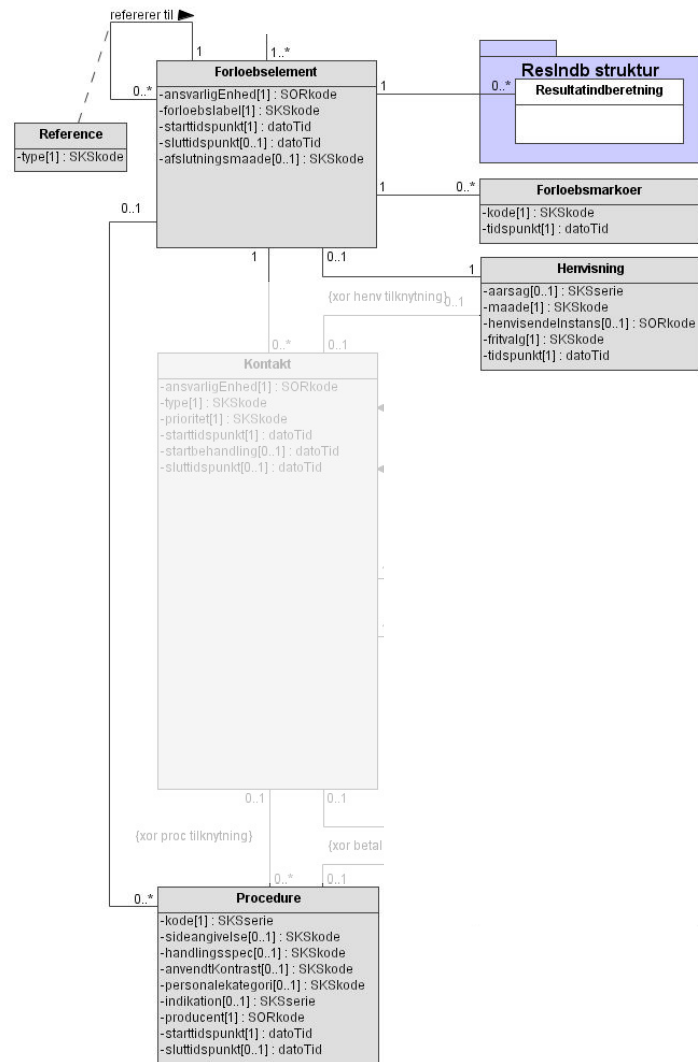 refererer til
1
1..*
0..*
Forloebselement
-ansvarligEnhed[1] : SORkode
-forloebslabel[1] : SKSkode
-starttidspunkt[1] : datoTid
-sluttidspunkt[0..1] : datoTid
-afslutningsmaade[0..1] : SKSkode
1
0..*
ResIndb struktur
Resultatindberetning
Reference
-type[1] : SKSkode
1
0..*
Forloebsmarkoer
-kode[1] : SKSkode
-tidspunkt[1] : datoTid
0..1
1
0..1
1
Henvisning
-aarsag[0..1] : SKSserie
-maade[0..1] : SKSkode
-henvisendeInstans[0..1] : SORkode
-fritvalg[1] : SKSkode
-tidspunkt[1] : datoTid
{xor henv tilknytning}
0..1
0..*
0..1
Kontakt
-ansvarligEnhed[1] : SORkode
-type[1] : SKSkode
-prioritet[1] : SKSkode
-starttidspunkt[1] : datoTid
-startbehandling[0..1] : datoTid
-sluttidspunkt[0..1] : datoTid
0..1
0..1
{xor proc tilknytning}
{xor betal
0..*
0..*
0..1
Procedure
-kode[1] : SKSserie
-sideangivelse[0..1] : SKSkode
-handlingsspec[0..1] : SKSkode
-anvendtKontrast[0..1] : SKSkode
-personalekategori[0..1] : SKSkode
-indikation[0..1] : SKSserie
-producent[1] : SORkode
-starttidspunkt[1] : datoTid
-sluttidspunkt[0..1] : datoTid